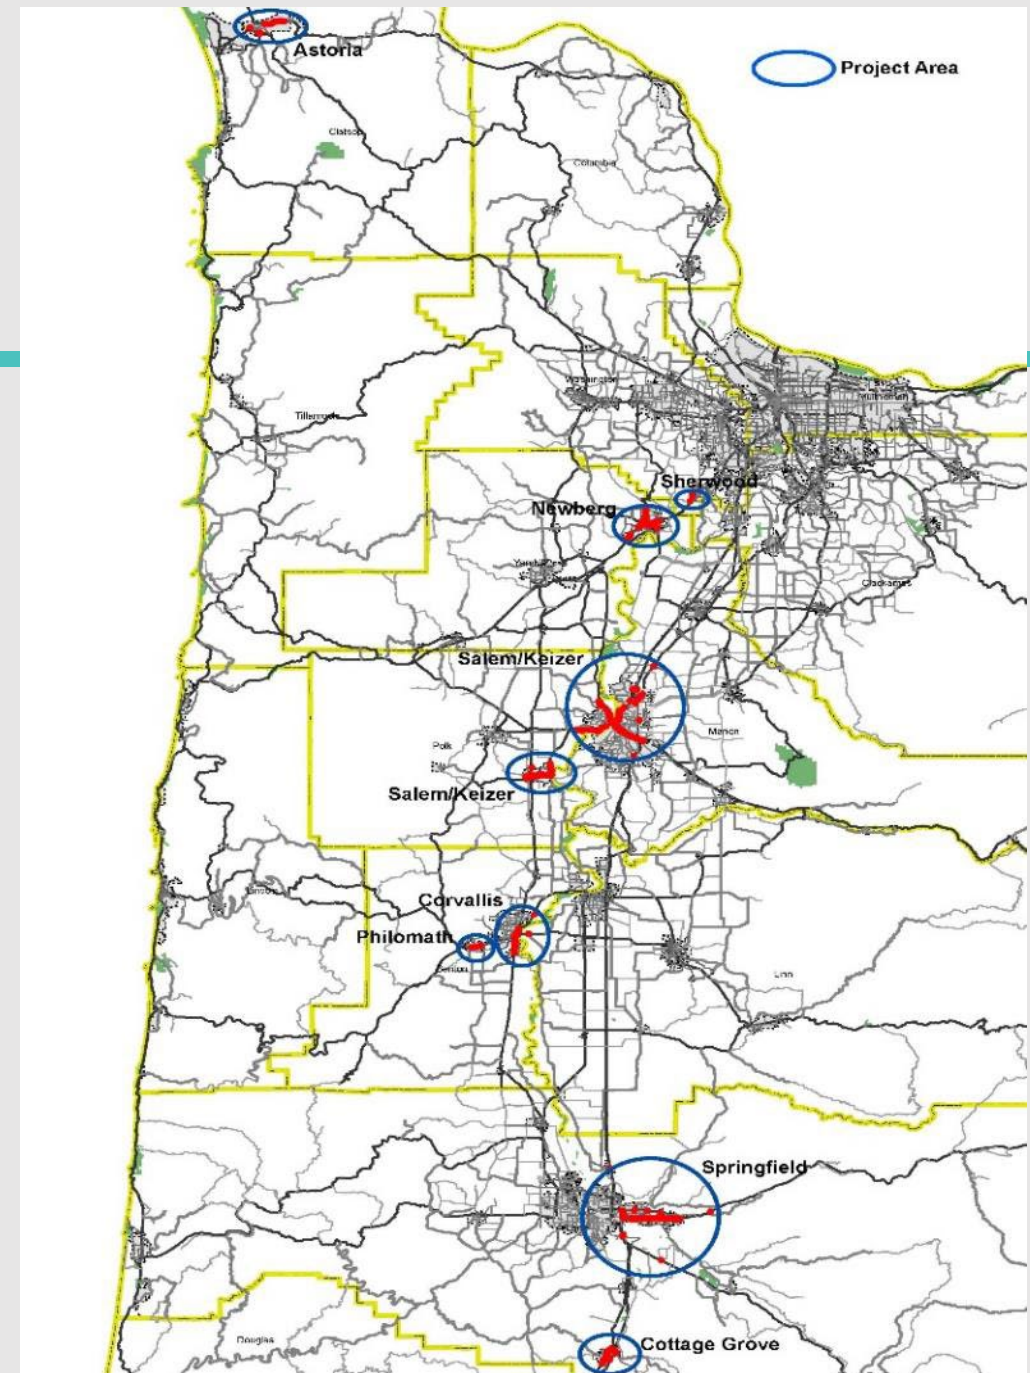 Astoria
Project Area
Clatsop
Columbia
Washington
Multnomah
Tillamook
Sherwood
Newberg
Clackamas
Salem/Keizer
Marion
Polk
Salem/Keizer
Corvallis
Philomath
Benton
Linn
Springfield
Douglas
Cottage Grove